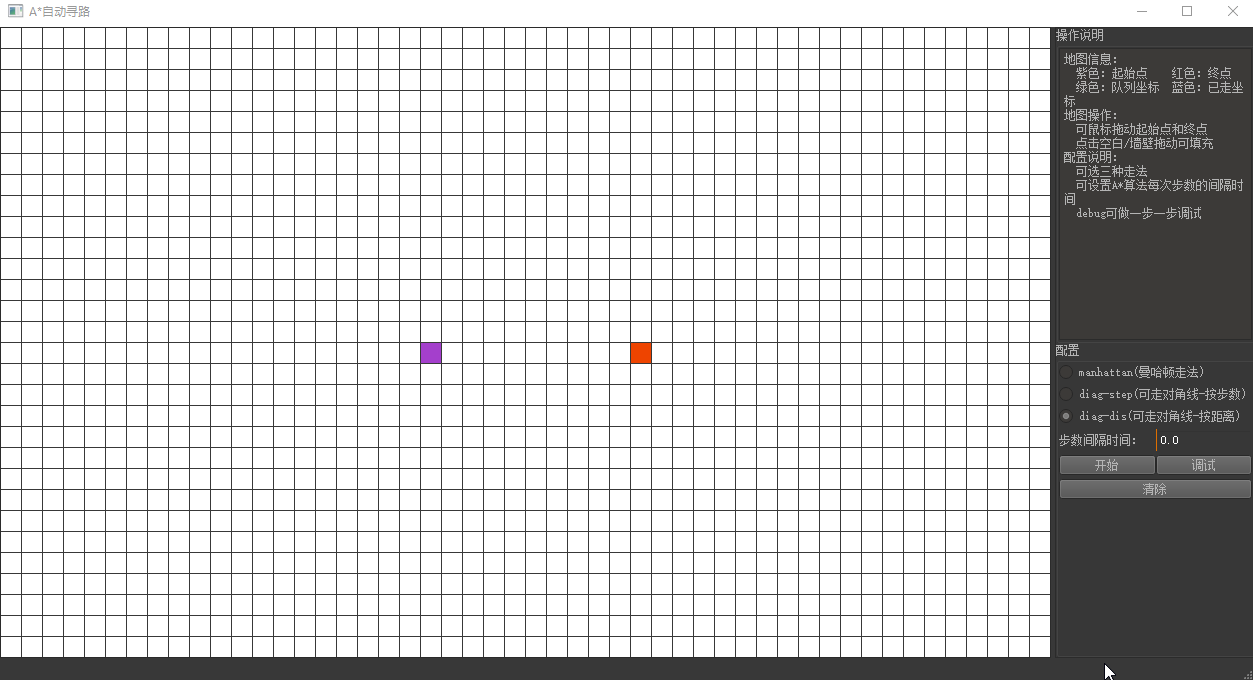 A*自动寻路
操作说明
地图信息：
紫色：起始点 红色：终点
绿色：队列坐标 蓝色：已走坐
标
地图操作：
可鼠标拖动起始点和终点
点击空白/墙壁拖动可填充
配置说明：
可选三种走法
可设置A*算法每次步数的间隔时
间
debug可做一步一步调试
配置
manhattan(曼哈顿走法)
diag-step(可走对角线-按步数)
diag-dis(可走对角线-按距离)
步数间隔时间： 0.0
开始 调试
清除